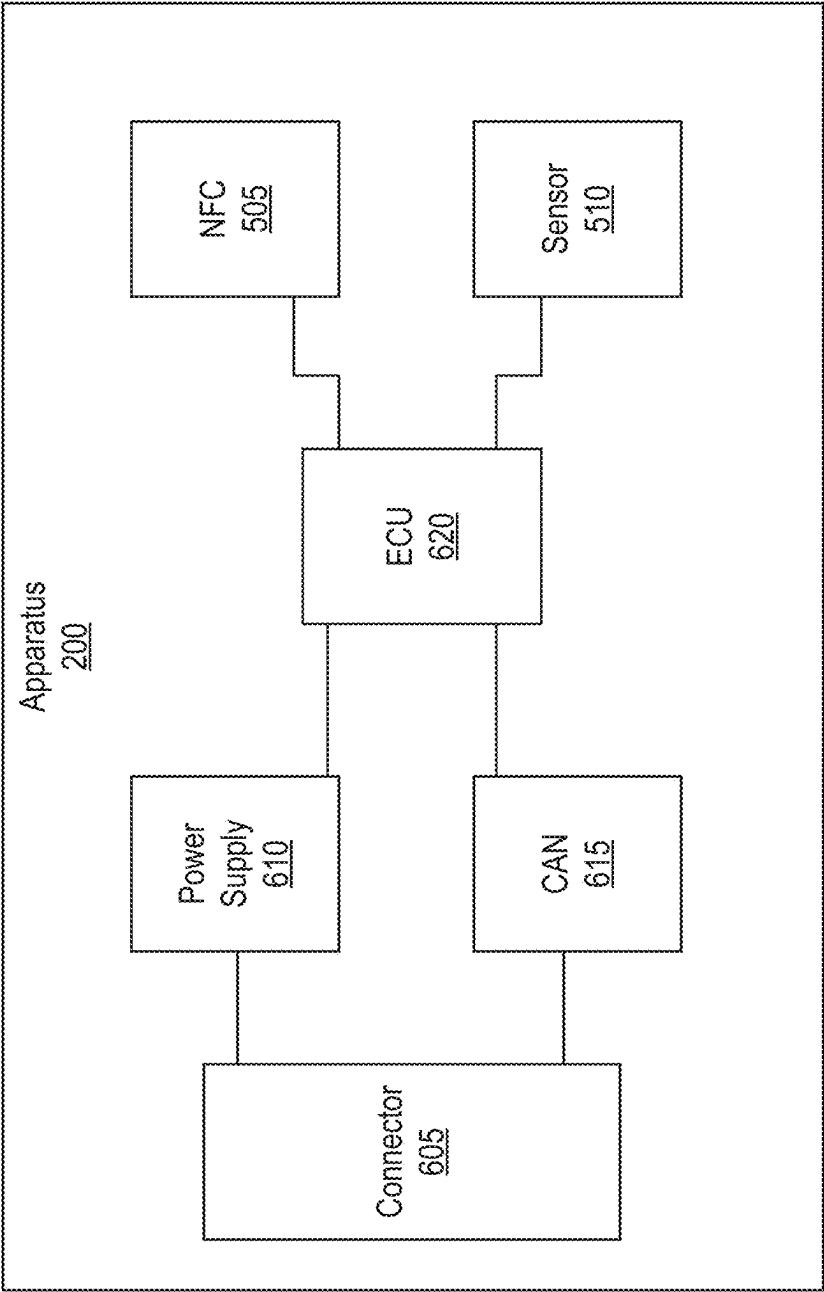 Apparatus
200
Connector
605
Power
Supply
610
CAN
615
ECU
620
NFC
505
Sensor
510